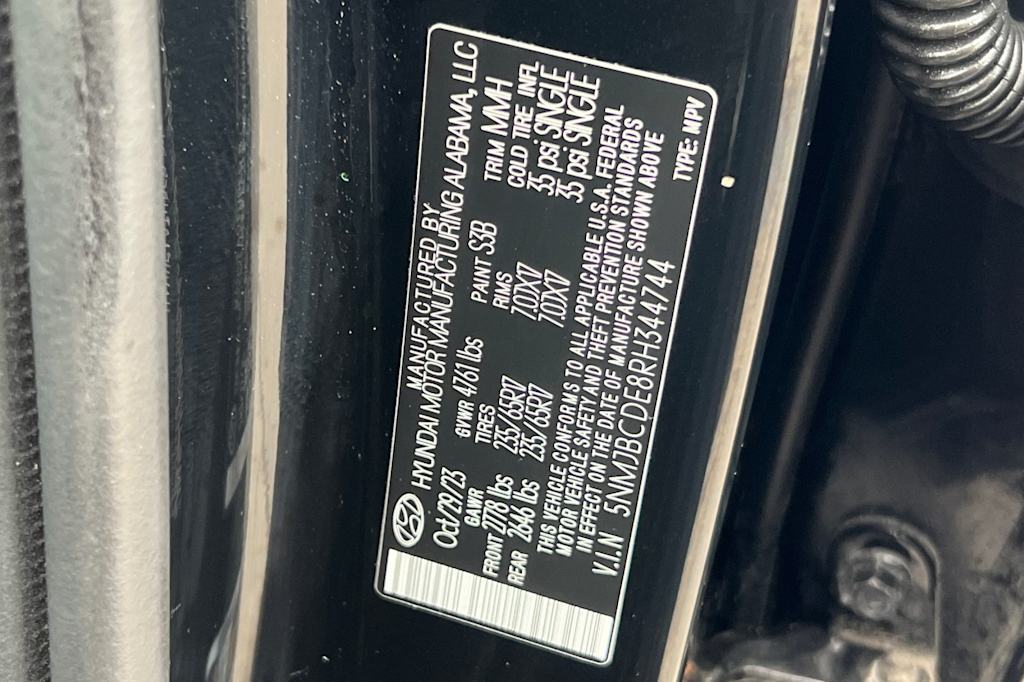 MANUFACTURED BY
HYUNDAI MOTOR MANUFACTURING ALABAMA, LLC
Oct/29/23 GVWR 4761 lbs PAINT S3B TRIM MMH
GAWR TIRES RIMS COLD TIRE INFL
FRONT 2778 lbs 235/65R17 7.0JX17 35 psi SINGLE
REAR 2646 lbs 235/65R17 7.0JX17 35 psi SINGLE
THIS VEHICLE CONFORMS TO ALL APPLICABLE U.S.A. FEDERAL
MOTOR VEHICLE SAFETY AND THEFT PREVENTION STANDARDS
IN EFFECT ON THE DATE OF MANUFACTURE SHOWN ABOVE
V.I.N 5NMJBCDE8RH344744 TYPE: MPV